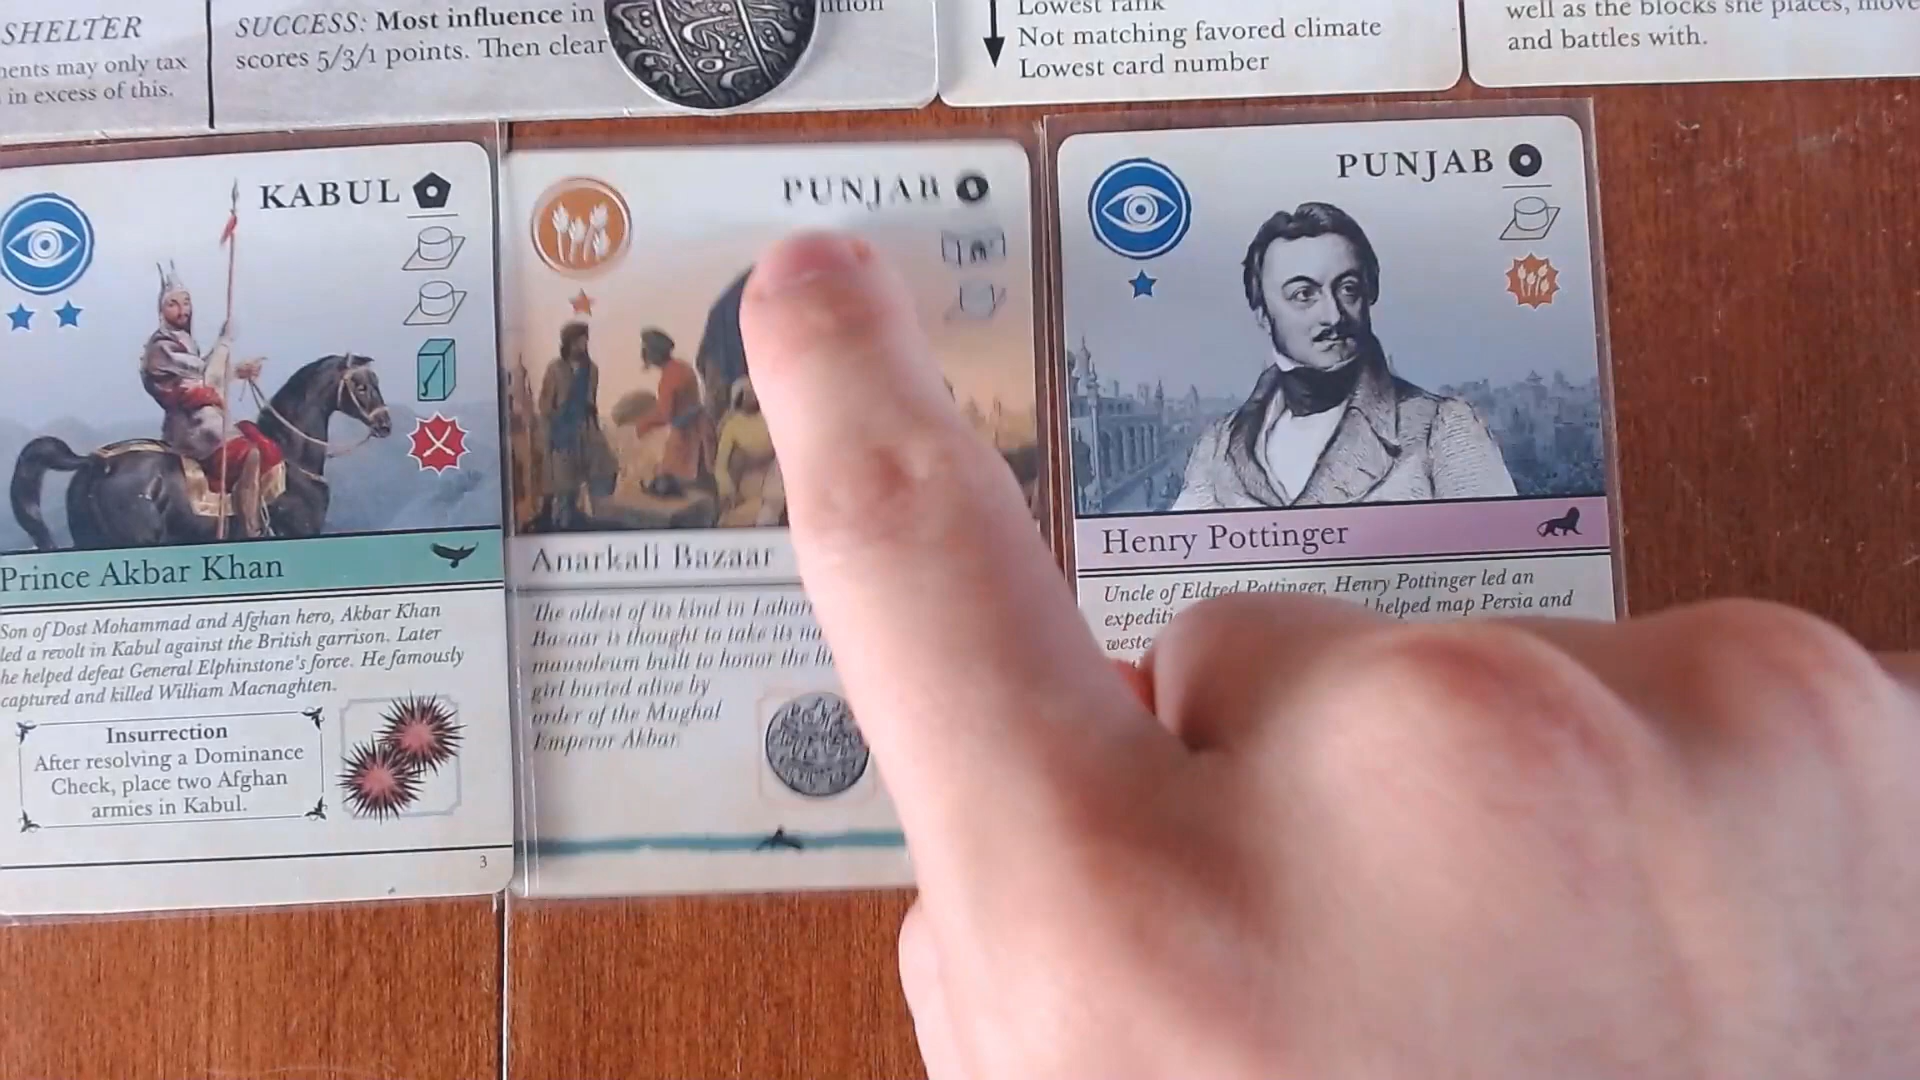 SHELTER
ments may only tax
in excess of this.
SUCCESS: Most influence in
scores 5/3/1 points. Then clear
Lowest rank
Not matching favored climate
Lowest card number
well as the blocks she places, move
and battles with.
KABUL
Prince Akbar Khan
Son of Dost Mohammad and Afghan hero, Akbar Khan
led a revolt in Kabul against the British garrison. Later
he helped defeat General Elphinstone's force. He famously
captured and killed William Macnaghten.
Insurrection
After resolving a Dominance
Check, place two Afghan
armies in Kabul.
3
PUNJAB
Anarkali Bazaar
The oldest of its kind in Lahore
Bazaar is thought to take its
mausoleum built to honor the
girl buried alive by
order of the Mughal
Emperor Akbar.
PUNJAB
Henry Pottinger
Uncle of Eldred Pottinger, Henry Pottinger led an
helped map Persia and